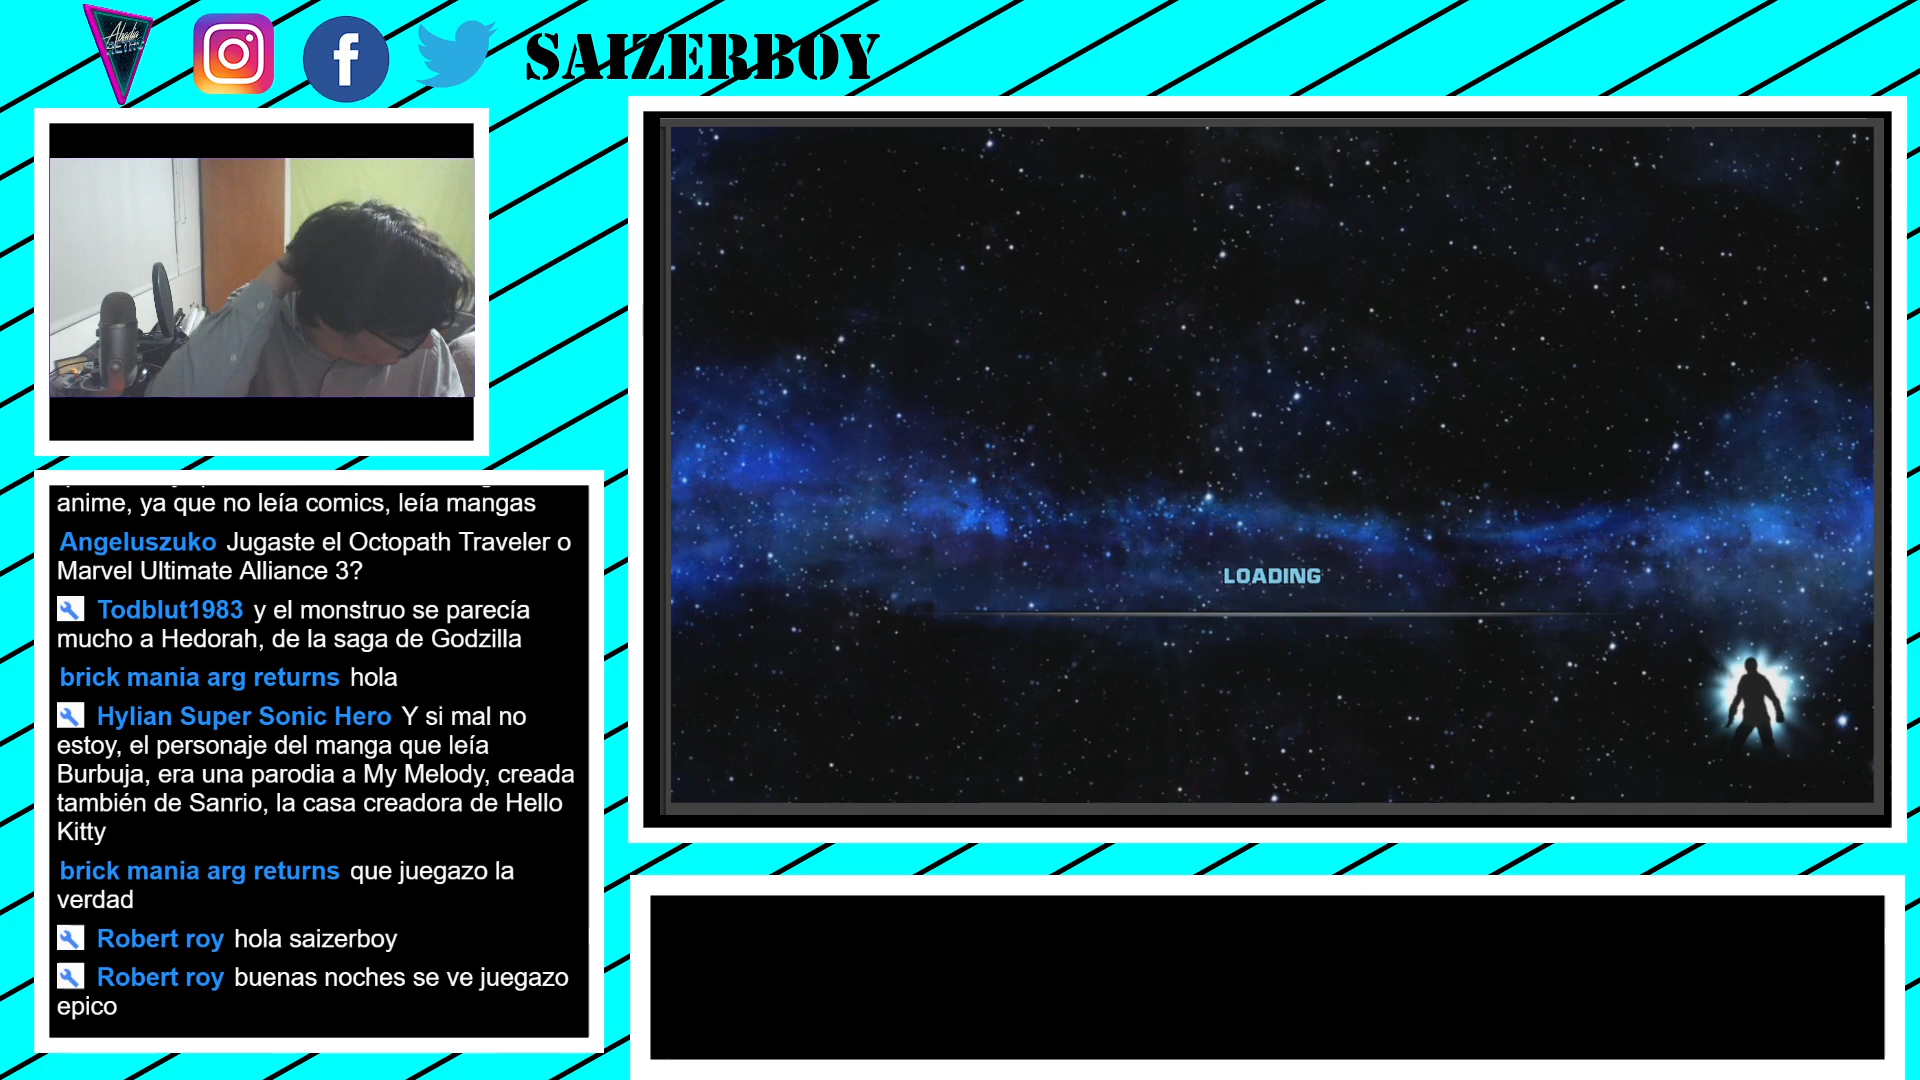 Abadia
RETRO
SAIZERBOY
anime, ya que no leía comics, leía mangas
Angeluszuko Jugaste el Octopath Traveler o
Marvel Ultimate Alliance 3?
Todblut1983 y el monstruo se parecía
mucho a Hedorah, de la saga de Godzilla
brick mania arg returns hola
Hylian Super Sonic Hero Y si mal no
estoy, el personaje del manga que leía
Burbuja, era una parodia a My Melody, creada
también de Sanrio, la casa creadora de Hello
Kitty
brick mania arg returns que juegazo la
verdad
Robert roy hola saizerboy
Robert roy buenas noches se ve juegazo
epico
LOADING